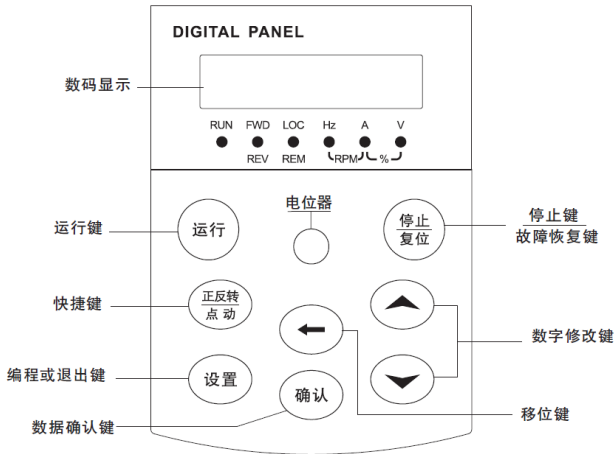 DIGITAL PANEL
数码显示
RUN FWD LOC Hz A V
REV REM RPM %
电位器
运行键
运行
停止
复位
停止键
故障恢复键
快捷键
正反转
点动
数字修改键
编程或退出键
设置
确认
移位键
数据确认键